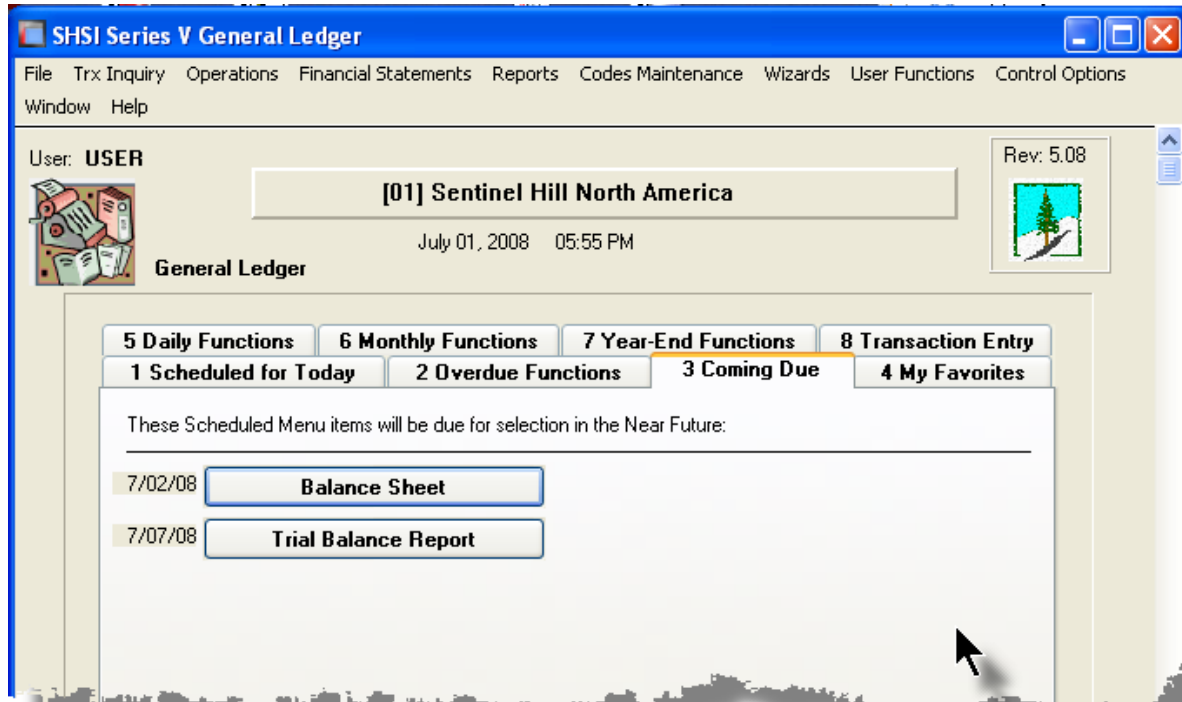 SHSI Series V General Ledger
File Trx Inquiry Operations Financial Statements Reports Codes Maintenance Wizards User Functions Control Options
Window Help
User: USER
Rev: 5.08
[01] Sentinel Hill North America
July 01, 2008 05:55 PM
General Ledger
5 Daily Functions 6 Monthly Functions 7 Year-End Functions 8 Transaction Entry
1 Scheduled for Today 2 Overdue Functions 3 Coming Due 4 My Favorites
These Scheduled Menu items will be due for selection in the Near Future:
7/02/08 Balance Sheet
7/07/08 Trial Balance Report